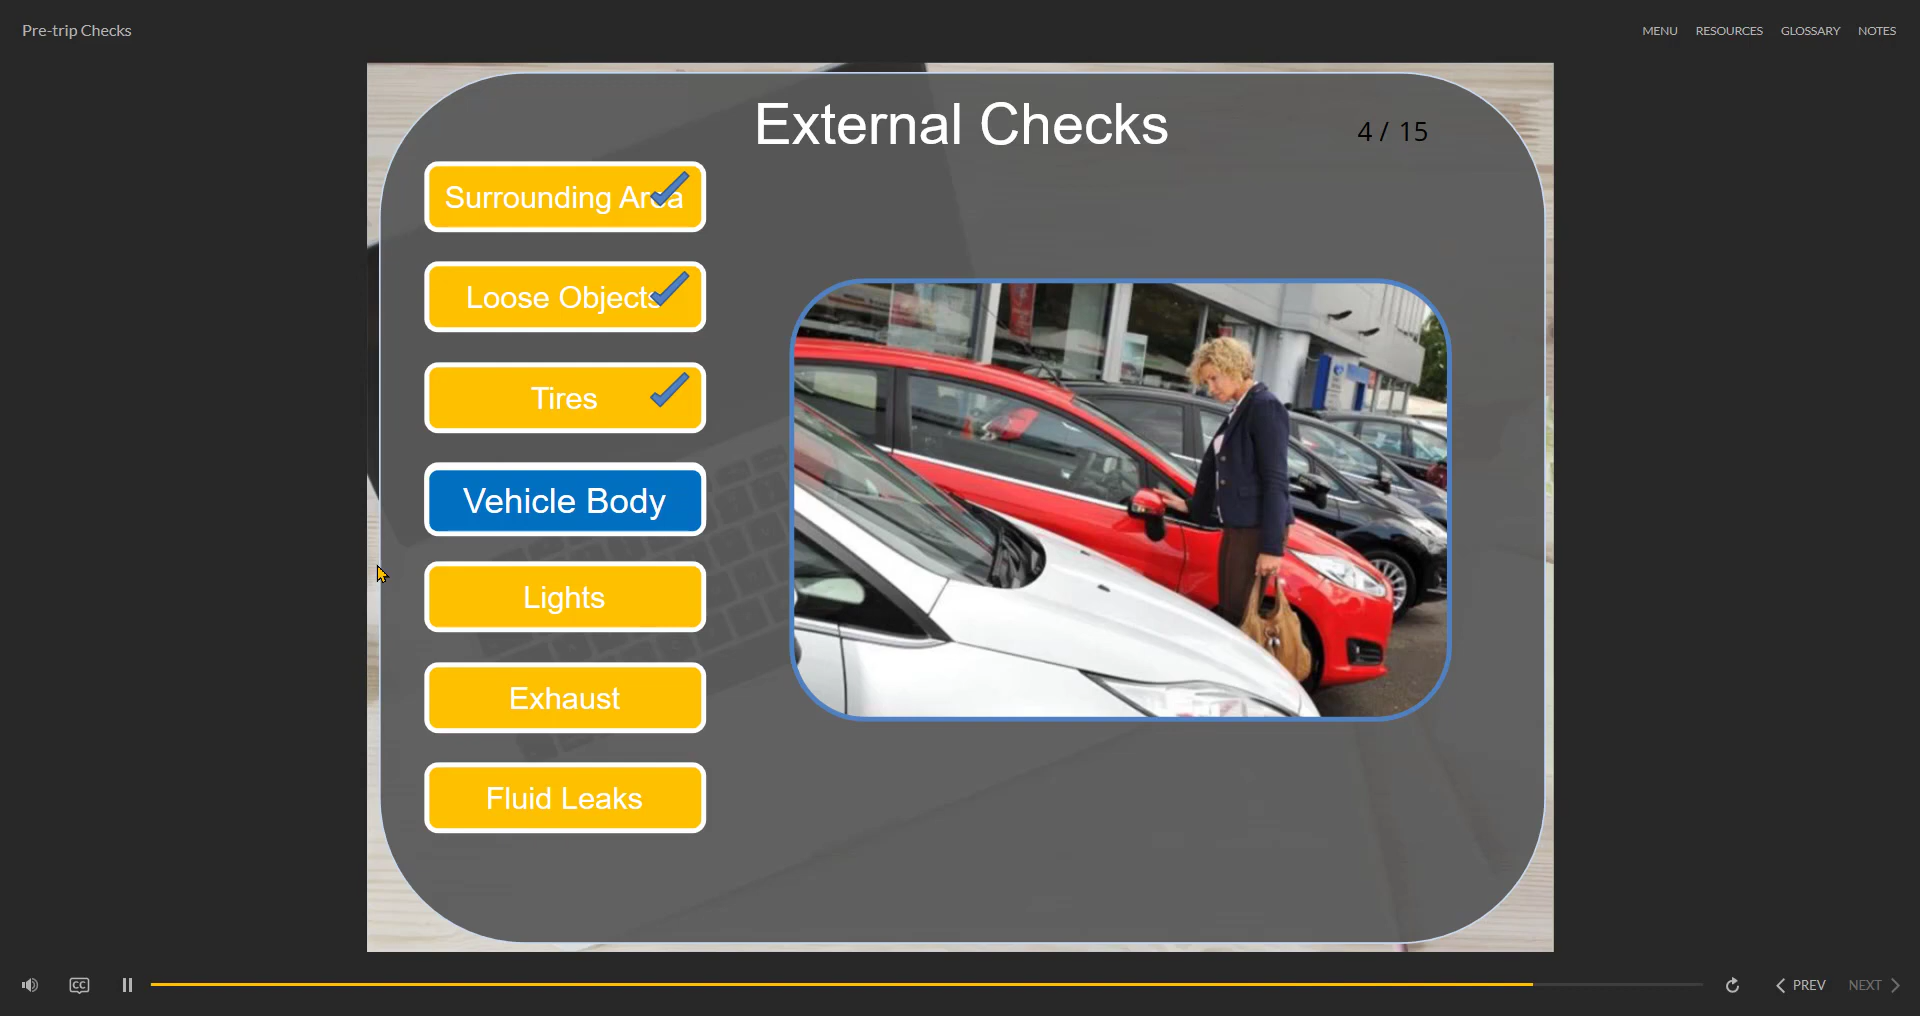 Pre-trip Checks
MENU RESOURCES GLOSSARY NOTES
External Checks
4 / 15
Surrounding Area
Loose Objects
Tires
Vehicle Body
Lights
Exhaust
Fluid Leaks
CC
PREV NEXT